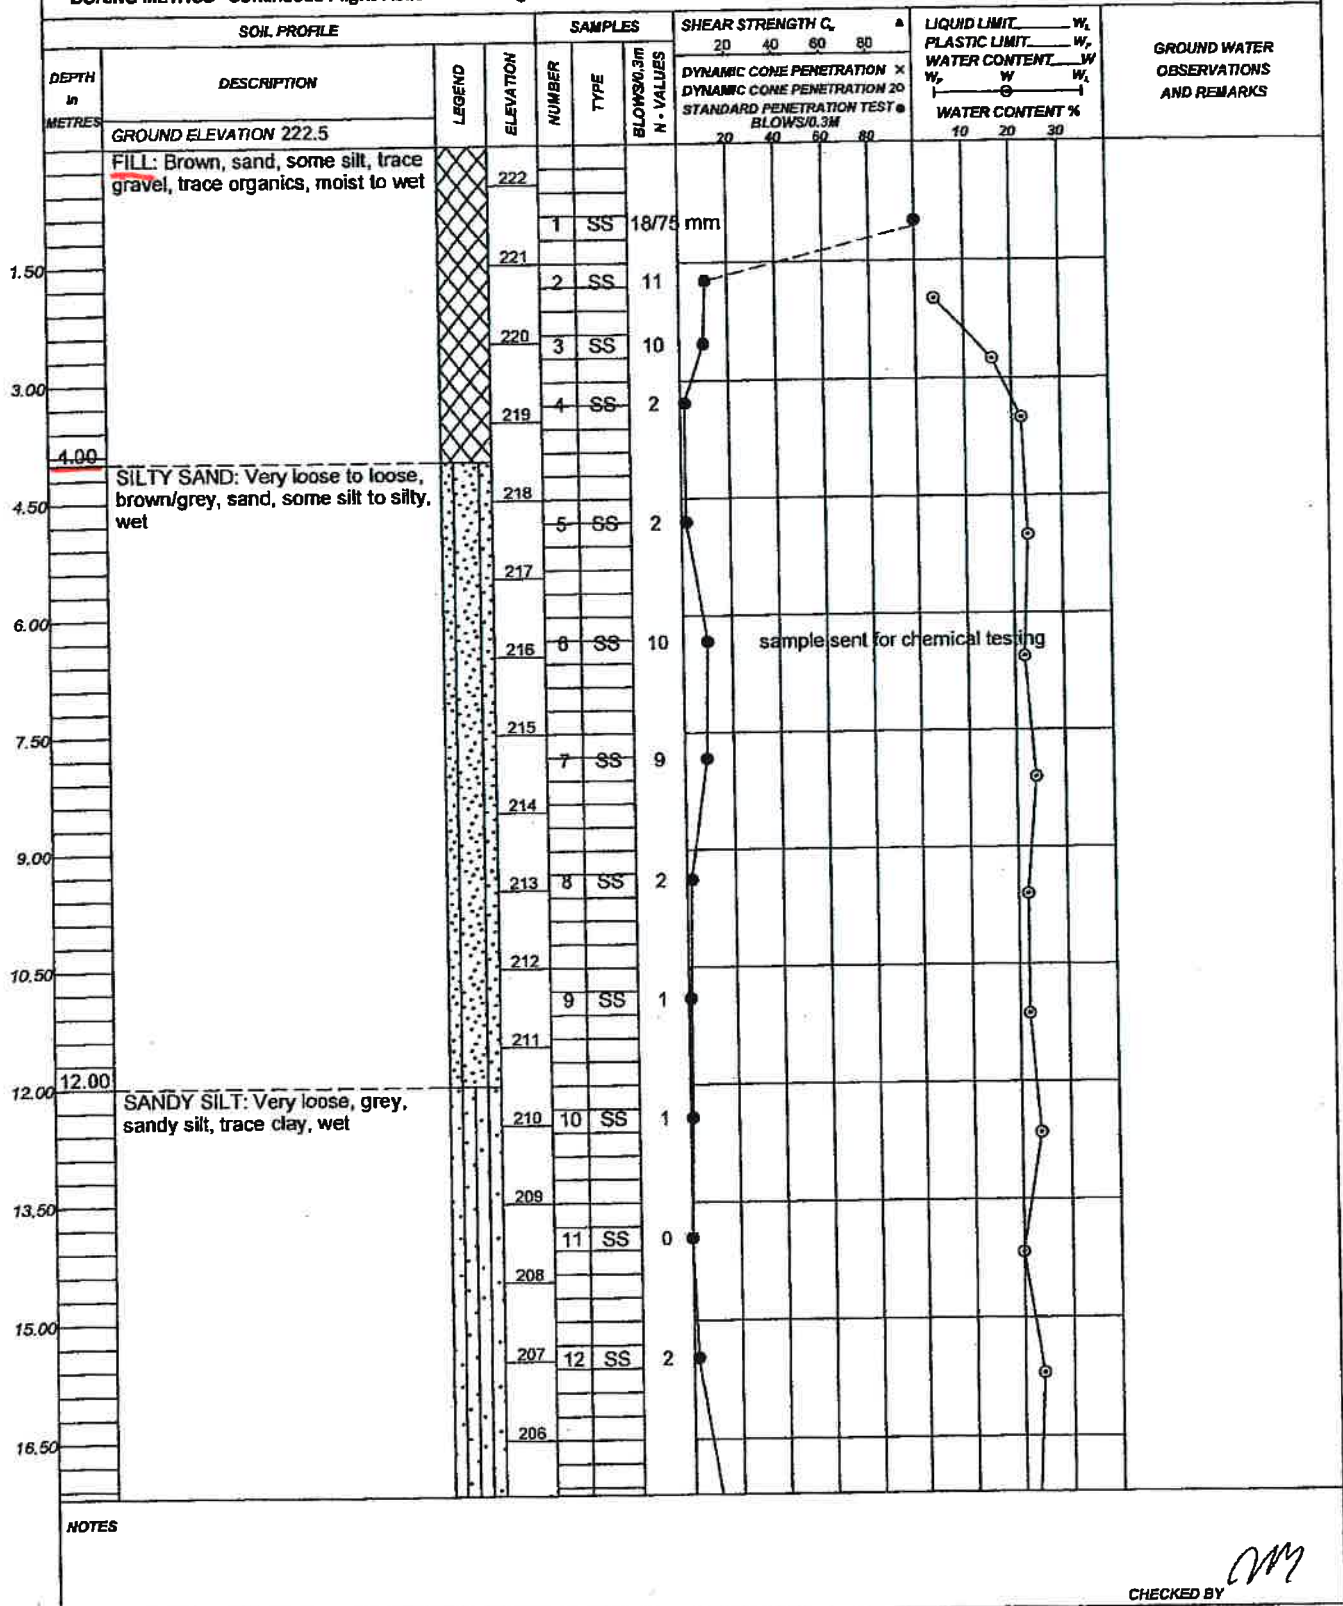 SOIL PROFILE
SAMPLES
SHEAR STRENGTH Cu ▲
20 40 60 80
DYNAMIC CONE PENETRATION ×
DYNAMIC CONE PENETRATION 2○
STANDARD PENETRATION TEST ●
BLOWS/0.3M
20 40 60 80
LIQUID LIMIT____WL
PLASTIC LIMIT____WP
WATER CONTENT____W
WP W WL
WATER CONTENT %
10 20 30
GROUND WATER
OBSERVATIONS
AND REMARKS
DEPTH
in
METRES
DESCRIPTION
LEGEND
ELEVATION
NUMBER
TYPE
BLOWS/0.3m
N - VALUES
GROUND ELEVATION 222.5
FILL: Brown, sand, some silt, trace
gravel, trace organics, moist to wet
222
1 SS 18/75 mm
221
1.50
2 SS 11
220
3 SS 10
3.00
4 SS 2
219
4.00
SILTY SAND: Very loose to loose,
brown/grey, sand, some silt to silty,
wet
218
4.50
5 SS 2
217
6.00
6 SS 10
sample sent for chemical testing
216
215
7.50
7 SS 9
214
9.00
213
8 SS 2
212
10.50
9 SS 1
211
12.00
12.00
SANDY SILT: Very loose, grey,
sandy silt, trace clay, wet
210
10 SS 1
209
13.50
11 SS 0
208
15.00
207
12 SS 2
206
16.50
NOTES
CHECKED BY